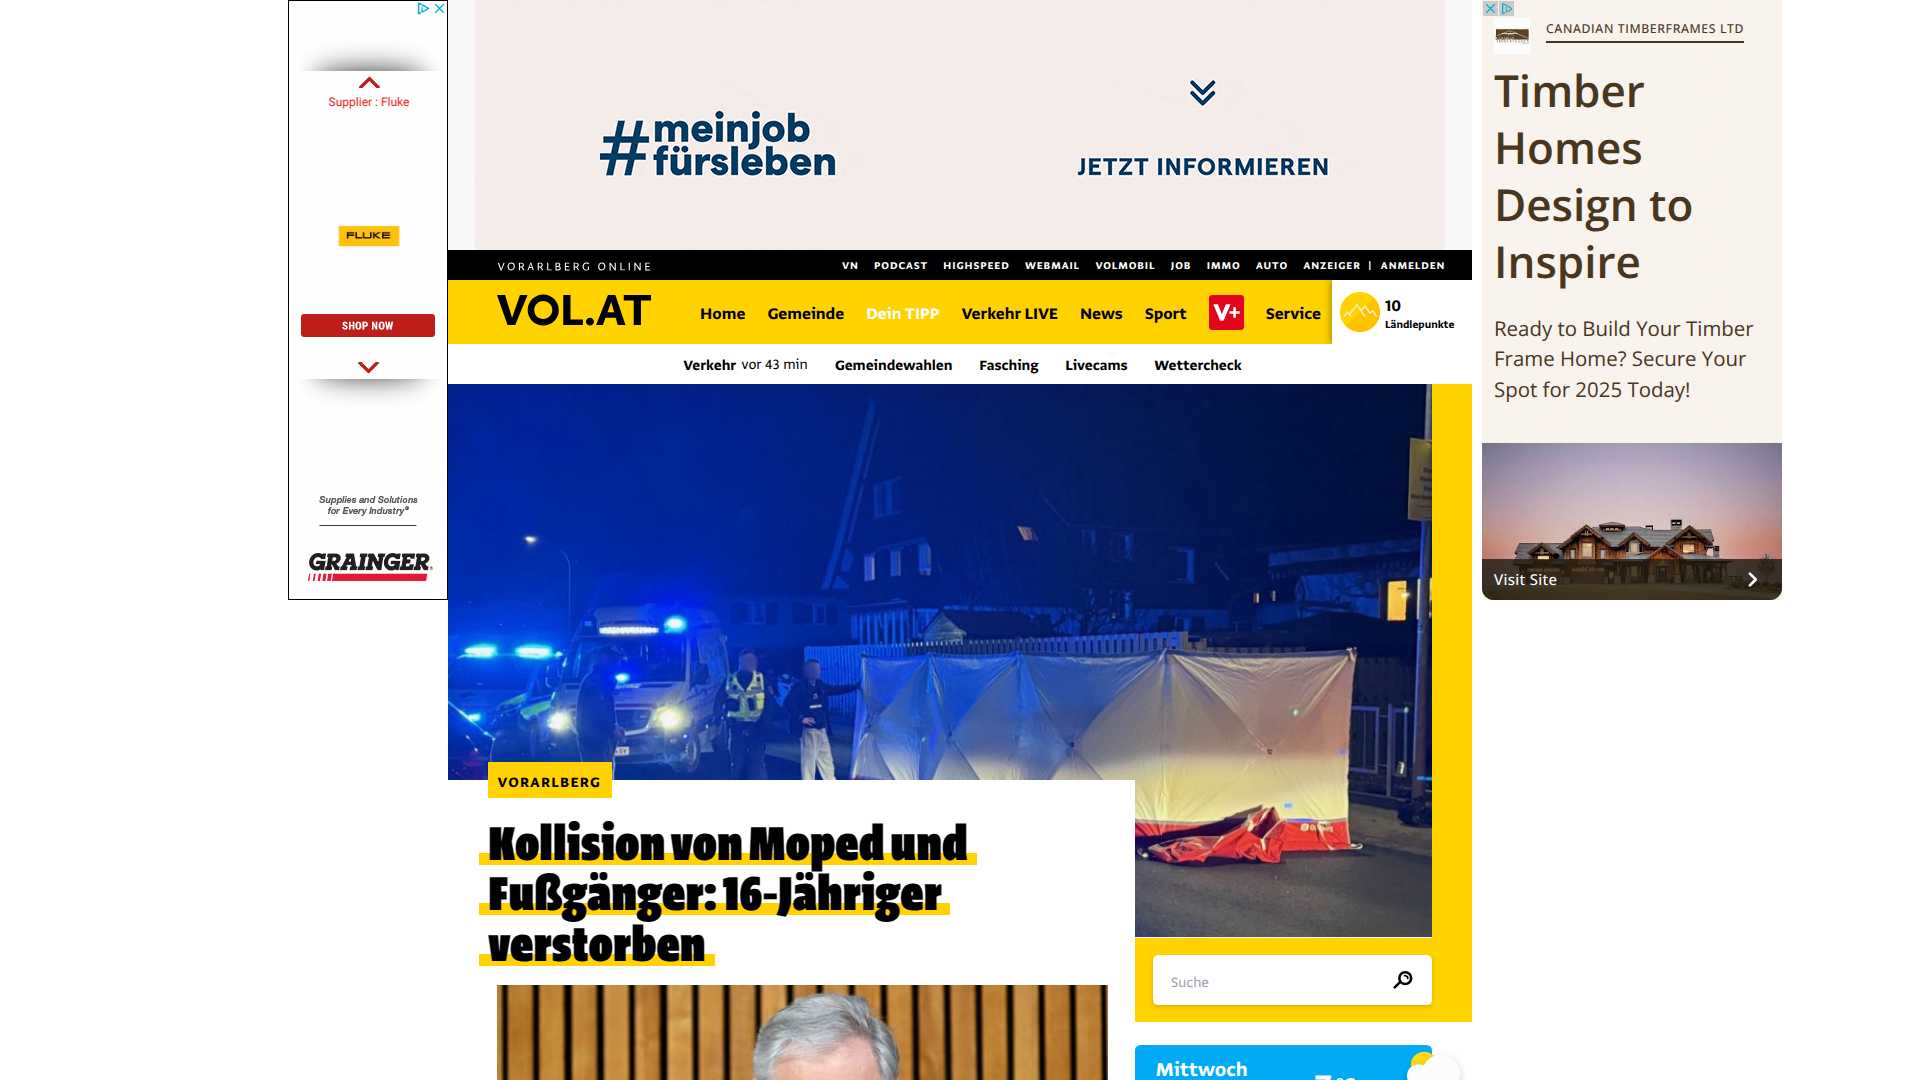 Supplier : Fluke
FLUKE
SHOP NOW
Supplies and Solutions
for Every Industry®
GRAINGER
#meinjob
fürsleben
JETZT INFORMIEREN
CANADIAN TIMBERFRAMES LTD
Timber
Homes
Design to
Inspire
Ready to Build Your Timber
Frame Home? Secure Your
Spot for 2025 Today!
Visit Site
VORARLBERG ONLINE
VN PODCAST HIGHSPEED WEBMAIL VOLMOBIL JOB IMMO AUTO ANZEIGER | ANMELDEN
VOL.AT
Home Gemeinde Dein TIPP Verkehr LIVE News Sport V+ Service
10
Ländlepunkte
Verkehr vor 43 min Gemeindewahlen Fasching Livecams Wettercheck
VORARLBERG
Kollision von Moped und
Fußgänger: 16-Jähriger
verstorben
Suche
Mittwoch